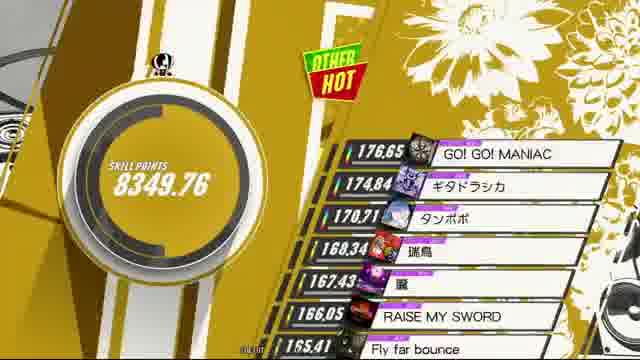 OTHER
HOT
SKILL POINTS
8349.76
176.65 GO! GO! MANIAC
174.84 ギタドラシカ
170.71 タンポポ
168.34 瑞鳥
167.43 朧
166.05 RAISE MY SWORD
165.41 Fly far bounce